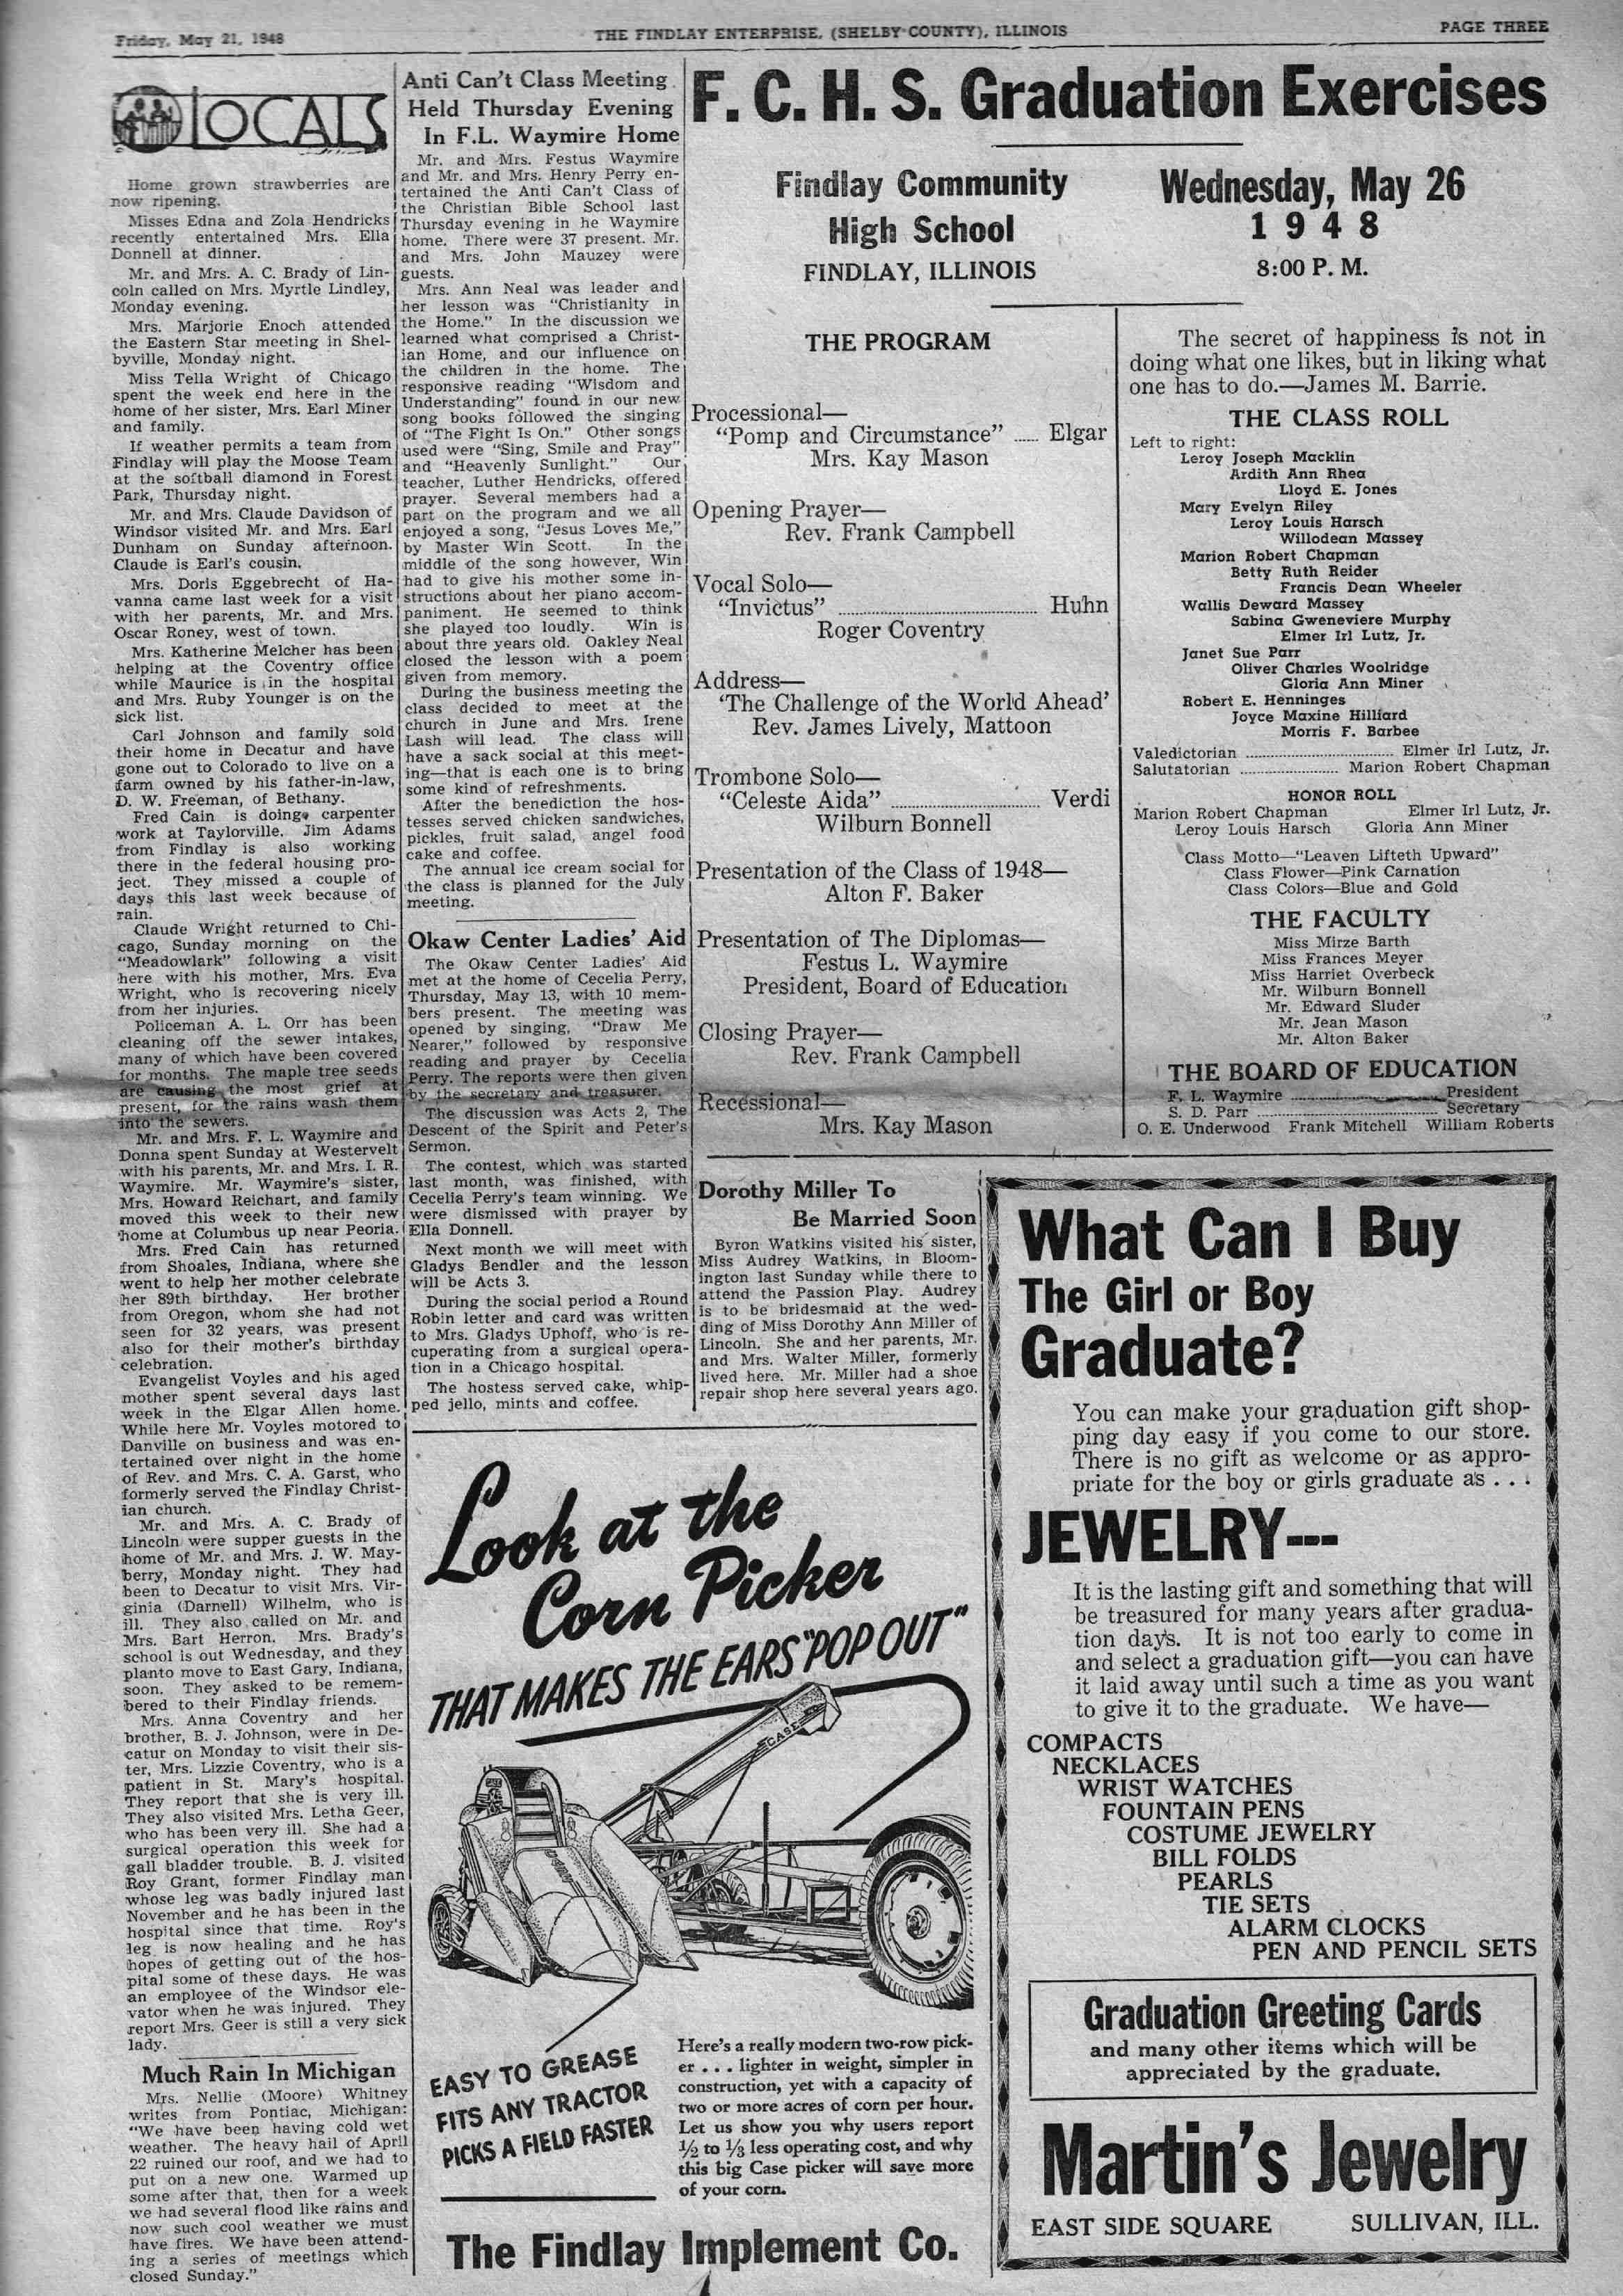 Friday, May 21, 1948
THE FINDLAY ENTERPRISE, (SHELBY COUNTY), ILLINOIS
PAGE THREE
LOCALS
Home grown strawberries are
now ripening.
Misses Edna and Zola Hendricks
recently entertained Mrs. Ella
Donnell at dinner.
Mr. and Mrs. A. C. Brady of Lin-
coln called on Mrs. Myrtle Lindley,
Monday evening.
Mrs. Marjorie Enoch attended
the Eastern Star meeting in Shel-
byville, Monday night.
Miss Tella Wright of Chicago
spent the week end here in the
home of her sister, Mrs. Earl Miner
and family.
If weather permits a team from
Findlay will play the Moose Team
at the softball diamond in Forest
Park, Thursday night.
Mr. and Mrs. Claude Davidson of
Windsor visited Mr. and Mrs. Earl
Dunham on Sunday afternoon.
Claude is Earl's cousin.
Mrs. Doris Eggebrecht of Ha-
vanna came last week for a visit
with her parents, Mr. and Mrs.
Oscar Roney, west of town.
Mrs. Katherine Melcher has been
helping at the Coventry office
while Maurice is in the hospital
and Mrs. Ruby Younger is on the
sick list.
Carl Johnson and family sold
their home in Decatur and have
gone out to Colorado to live on a
farm owned by his father-in-law,
D. W. Freeman, of Bethany.
Fred Cain is doing carpenter
work at Taylorville. Jim Adams
from Findlay is also working
there in the federal housing pro-
ject. They missed a couple of
days this last week because of
rain.
Claude Wright returned to Chi-
cago, Sunday morning on the
"Meadowlark" following a visit
here with his mother, Mrs. Eva
Wright, who is recovering nicely
from her injuries.
Policeman A. L. Orr has been
cleaning off the sewer intakes,
many of which have been covered
for months. The maple tree seeds
are causing the most grief at
present, for the rains wash them
into the sewers.
Mr. and Mrs. F. L. Waymire and
Donna spent Sunday at Westervelt
with his parents, Mr. and Mrs. I. R.
Waymire. Mr. Waymire's sister,
Mrs. Howard Reichart, and family
moved this week to their new
home at Columbus up near Peoria.
Mrs. Fred Cain has returned
from Shoales, Indiana, where she
went to help her mother celebrate
her 89th birthday. Her brother
from Oregon, whom she had not
seen for 32 years, was present
also for their mother's birthday
celebration.
Evangelist Voyles and his aged
mother spent several days last
week in the Elgar Allen home.
While here Mr. Voyles motored to
Danville on business and was en-
tertained over night in the home
of Rev. and Mrs. C. A. Garst, who
formerly served the Findlay Christ-
ian church.
Mr. and Mrs. A. C. Brady of
Lincoln were supper guests in the
home of Mr. and Mrs. J. W. May-
berry, Monday night. They had
been to Decatur to visit Mrs. Vir-
ginia (Darnell) Wilhelm, who is
ill. They also called on Mr. and
Mrs. Bart Herron. Mrs. Brady's
school is out Wednesday, and they
planto move to East Gary, Indiana,
soon. They asked to be remem-
bered to their Findlay friends.
Mrs. Anna Coventry and her
brother, B. J. Johnson, were in De-
catur on Monday to visit their sis-
ter, Mrs. Lizzie Coventry, who is a
patient in St. Mary's hospital.
They report that she is very ill.
They also visited Mrs. Letha Geer,
who has been very ill. She had a
surgical operation this week for
gall bladder trouble. B. J. visited
Roy Grant, former Findlay man
whose leg was badly injured last
November and he has been in the
hospital since that time. Roy's
leg is now healing and he has
hopes of getting out of the hos-
pital some of these days. He was
an employee of the Windsor ele-
vator when he was injured. They
report Mrs. Geer is still a very sick
lady.
Much Rain In Michigan
Mrs. Nellie (Moore) Whitney
writes from Pontiac, Michigan:
"We have been having cold wet
weather. The heavy hail of April
22 ruined our roof, and we had to
put on a new one. Warmed up
some after that, then for a week
we had several flood like rains and
now such cool weather we must
have fires. We have been attend-
ing a series of meetings which
closed Sunday."
Anti Can't Class Meeting
Held Thursday Evening
In F.L. Waymire Home
Mr. and Mrs. Festus Waymire
and Mr. and Mrs. Henry Perry en-
tertained the Anti Can't Class of
the Christian Bible School last
Thursday evening in he Waymire
home. There were 37 present. Mr.
and Mrs. John Mauzey were
guests.
Mrs. Ann Neal was leader and
her lesson was "Christianity in
the Home." In the discussion we
learned what comprised a Christ-
ian Home, and our influence on
the children in the home. The
responsive reading "Wisdom and
Understanding" found in our new
song books followed the singing
of "The Fight Is On." Other songs
used were "Sing, Smile and Pray"
and "Heavenly Sunlight." Our
teacher, Luther Hendricks, offered
prayer. Several members had a
part on the program and we all
enjoyed a song, "Jesus Loves Me,"
by Master Win Scott. In the
middle of the song however, Win
had to give his mother some in-
structions about her piano accom-
paniment. He seemed to think
she played too loudly. Win is
about thre years old. Oakley Neal
closed the lesson with a poem
given from memory.
During the business meeting the
class decided to meet at the
church in June and Mrs. Irene
Lash will lead. The class will
have a sack social at this meet-
ing—that is each one is to bring
some kind of refreshments.
After the benediction the hos-
tesses served chicken sandwiches,
pickles, fruit salad, angel food
cake and coffee.
The annual ice cream social for
the class is planned for the July
meeting.
Okaw Center Ladies' Aid
The Okaw Center Ladies' Aid
met at the home of Cecelia Perry,
Thursday, May 13, with 10 mem-
bers present. The meeting was
opened by singing, "Draw Me
Nearer," followed by responsive
reading and prayer by Cecelia
Perry. The reports were then given
by the secretary and treasurer.
The discussion was Acts 2, The
Descent of the Spirit and Peter's
Sermon.
The contest, which was started
last month, was finished, with
Cecelia Perry's team winning. We
were dismissed with prayer by
Ella Donnell.
Next month we will meet with
Gladys Bendler and the lesson
will be Acts 3.
During the social period a Round
Robin letter and card was written
to Mrs. Gladys Uphoff, who is re-
cuperating from a surgical opera-
tion in a Chicago hospital.
The hostess served cake, whip-
ped jello, mints and coffee.
F. C. H. S. Graduation Exercises
Findlay Community
High School
FINDLAY, ILLINOIS
Wednesday, May 26
1948
8:00 P. M.
THE PROGRAM
Processional—
"Pomp and Circumstance" ...... Elgar
Mrs. Kay Mason
Opening Prayer—
Rev. Frank Campbell
Vocal Solo—
"Invictus" ........................ Huhn
Roger Coventry
Address—
'The Challenge of the World Ahead'
Rev. James Lively, Mattoon
Trombone Solo—
"Celeste Aida" ........................ Verdi
Wilburn Bonnell
Presentation of the Class of 1948—
Alton F. Baker
Presentation of The Diplomas—
Festus L. Waymire
President, Board of Education
Closing Prayer—
Rev. Frank Campbell
Recessional—
Mrs. Kay Mason
The secret of happiness is not in
doing what one likes, but in liking what
one has to do.—James M. Barrie.
THE CLASS ROLL
Left to right:
Leroy Joseph Macklin
Ardith Ann Rhea
Lloyd E. Jones
Mary Evelyn Riley
Leroy Louis Harsch
Willodean Massey
Marion Robert Chapman
Betty Ruth Reider
Francis Dean Wheeler
Wallis Deward Massey
Sabina Gweneviere Murphy
Elmer Irl Lutz, Jr.
Janet Sue Parr
Oliver Charles Woolridge
Gloria Ann Miner
Robert E. Henninges
Joyce Maxine Hilliard
Morris F. Barbee
Valedictorian ........................ Elmer Irl Lutz, Jr.
Salutatorian ........................ Marion Robert Chapman
HONOR ROLL
Marion Robert Chapman Elmer Irl Lutz, Jr.
Leroy Louis Harsch Gloria Ann Miner
Class Motto—"Leaven Lifteth Upward"
Class Flower—Pink Carnation
Class Colors—Blue and Gold
THE FACULTY
Miss Mirze Barth
Miss Frances Meyer
Miss Harriet Overbeck
Mr. Wilburn Bonnell
Mr. Edward Sluder
Mr. Jean Mason
Mr. Alton Baker
THE BOARD OF EDUCATION
F. L. Waymire ........................ President
S. D. Parr ........................ Secretary
O. E. Underwood Frank Mitchell William Roberts
Dorothy Miller To
Be Married Soon
Byron Watkins visited his sister,
Miss Audrey Watkins, in Bloom-
ington last Sunday while there to
attend the Passion Play. Audrey
is to be bridesmaid at the wed-
ding of Miss Dorothy Ann Miller of
Lincoln. She and her parents, Mr.
and Mrs. Walter Miller, formerly
lived here. Mr. Miller had a shoe
repair shop here several years ago.
Look at the
Corn Picker
THAT MAKES THE EARS "POP OUT"
CASE
EASY TO GREASE
FITS ANY TRACTOR
PICKS A FIELD FASTER
Here's a really modern two-row pick-
er . . . lighter in weight, simpler in
construction, yet with a capacity of
two or more acres of corn per hour.
Let us show you why users report
½ to ⅓ less operating cost, and why
this big Case picker will save more
of your corn.
The Findlay Implement Co.
What Can I Buy
The Girl or Boy
Graduate?
You can make your graduation gift shop-
ping day easy if you come to our store.
There is no gift as welcome or as appro-
priate for the boy or girls graduate as . . .
JEWELRY---
It is the lasting gift and something that will
be treasured for many years after gradua-
tion days. It is not too early to come in
and select a graduation gift—you can have
it laid away until such a time as you want
to give it to the graduate. We have—
COMPACTS
NECKLACES
WRIST WATCHES
FOUNTAIN PENS
COSTUME JEWELRY
BILL FOLDS
PEARLS
TIE SETS
ALARM CLOCKS
PEN AND PENCIL SETS
Graduation Greeting Cards
and many other items which will be
appreciated by the graduate.
Martin's Jewelry
EAST SIDE SQUARE SULLIVAN, ILL.